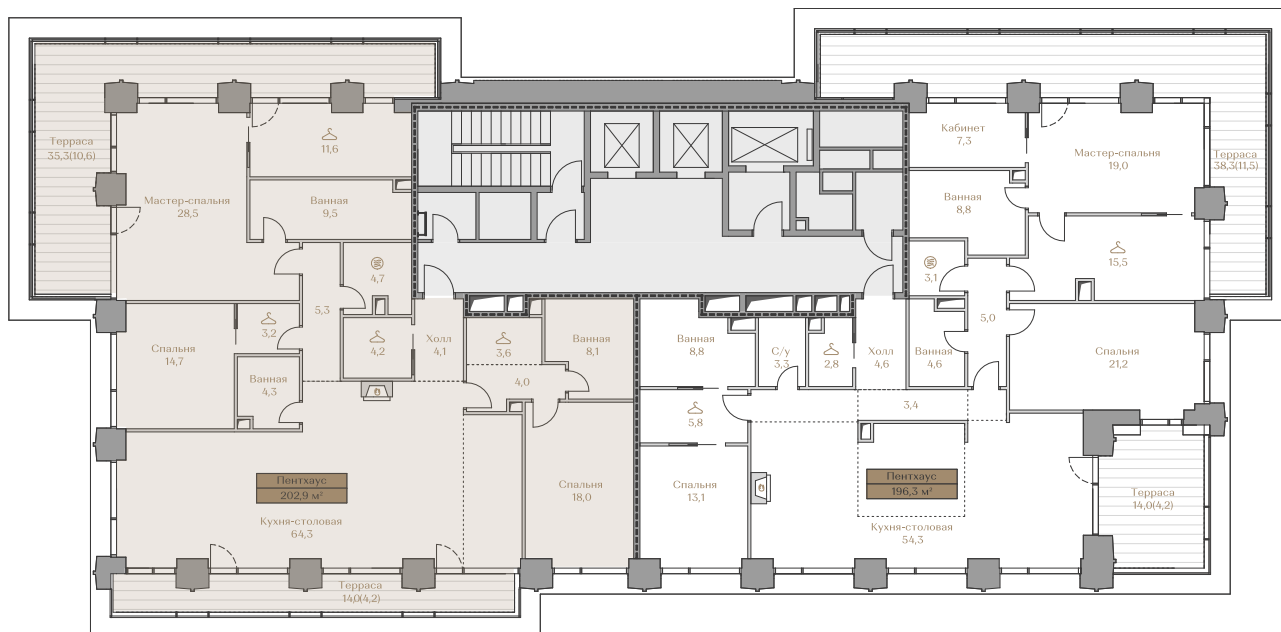 Терраса
35,3(10,6)
11,6
Мастер-спальня
28,5
Ванная
9,5
4,7
5,3
3,2
4,2
Холл
4,1
Спальня
14,7
Ванная
4,3
3,6
Ванная
8,1
4,0
Пентхаус
202,9 м²
Кухня-столовая
64,3
Спальня
18,0
Терраса
14,0(4,2)
Кабинет
7,3
Мастер-спальня
19,0
Терраса
38,3(11,5)
Ванная
8,8
3,1
15,5
5,0
Ванная
8,8
С/у
3,3
2,8
Холл
4,6
Ванная
4,6
Спальня
21,2
5,8
3,4
Спальня
13,1
Пентхаус
196,3 м²
Кухня-столовая
54,3
Терраса
14,0(4,2)